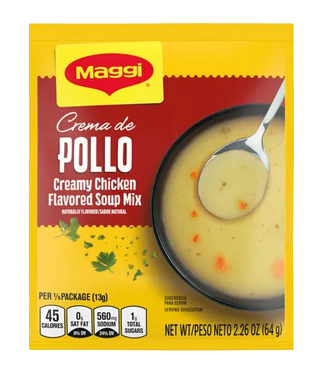 Maggi®
Crema de
POLLO
Creamy Chicken
Flavored Soup Mix
NATURALLY FLAVORED/SABOR NATURAL
SUGERENCIA
PARA SERVIR
SERVING SUGGESTION
PER 1/5 PACKAGE (13g)
45
CALORIES
0g
SAT FAT
0% DV
560mg
SODIUM
24% DV
1g
TOTAL
SUGARS
NET WT/PESO NETO 2.26 OZ (64 g)